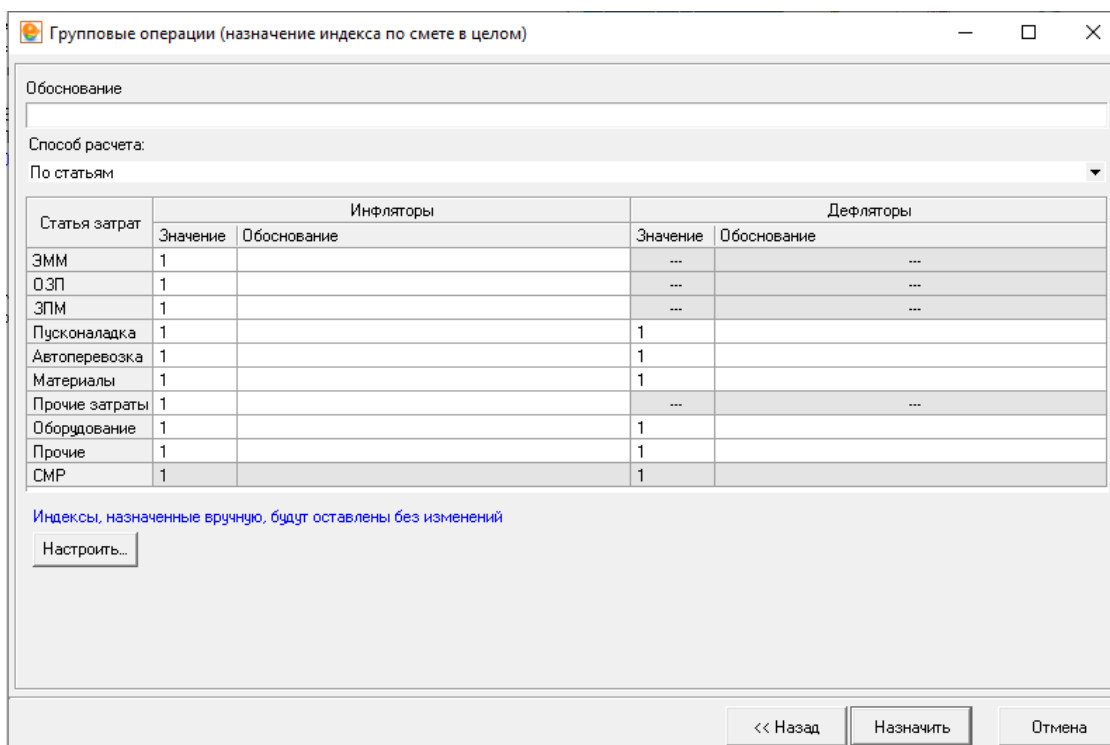 Групповые операции (назначение индекса по смете в целом)
Обоснование
Способ расчета:
По статьям
Статья затрат Инфляторы Дефляторы
Значение Обоснование Значение Обоснование
ЭММ 1 --- ---
ОЗП 1 --- ---
ЗПМ 1 --- ---
Пусконаладка 1 1
Автоперевозка 1 1
Материалы 1 1
Прочие затраты 1 --- ---
Оборудование 1 1
Прочие 1 1
СМР 1 1
Индексы, назначенные вручную, будут оставлены без изменений
Настроить...
<< Назад Назначить Отмена